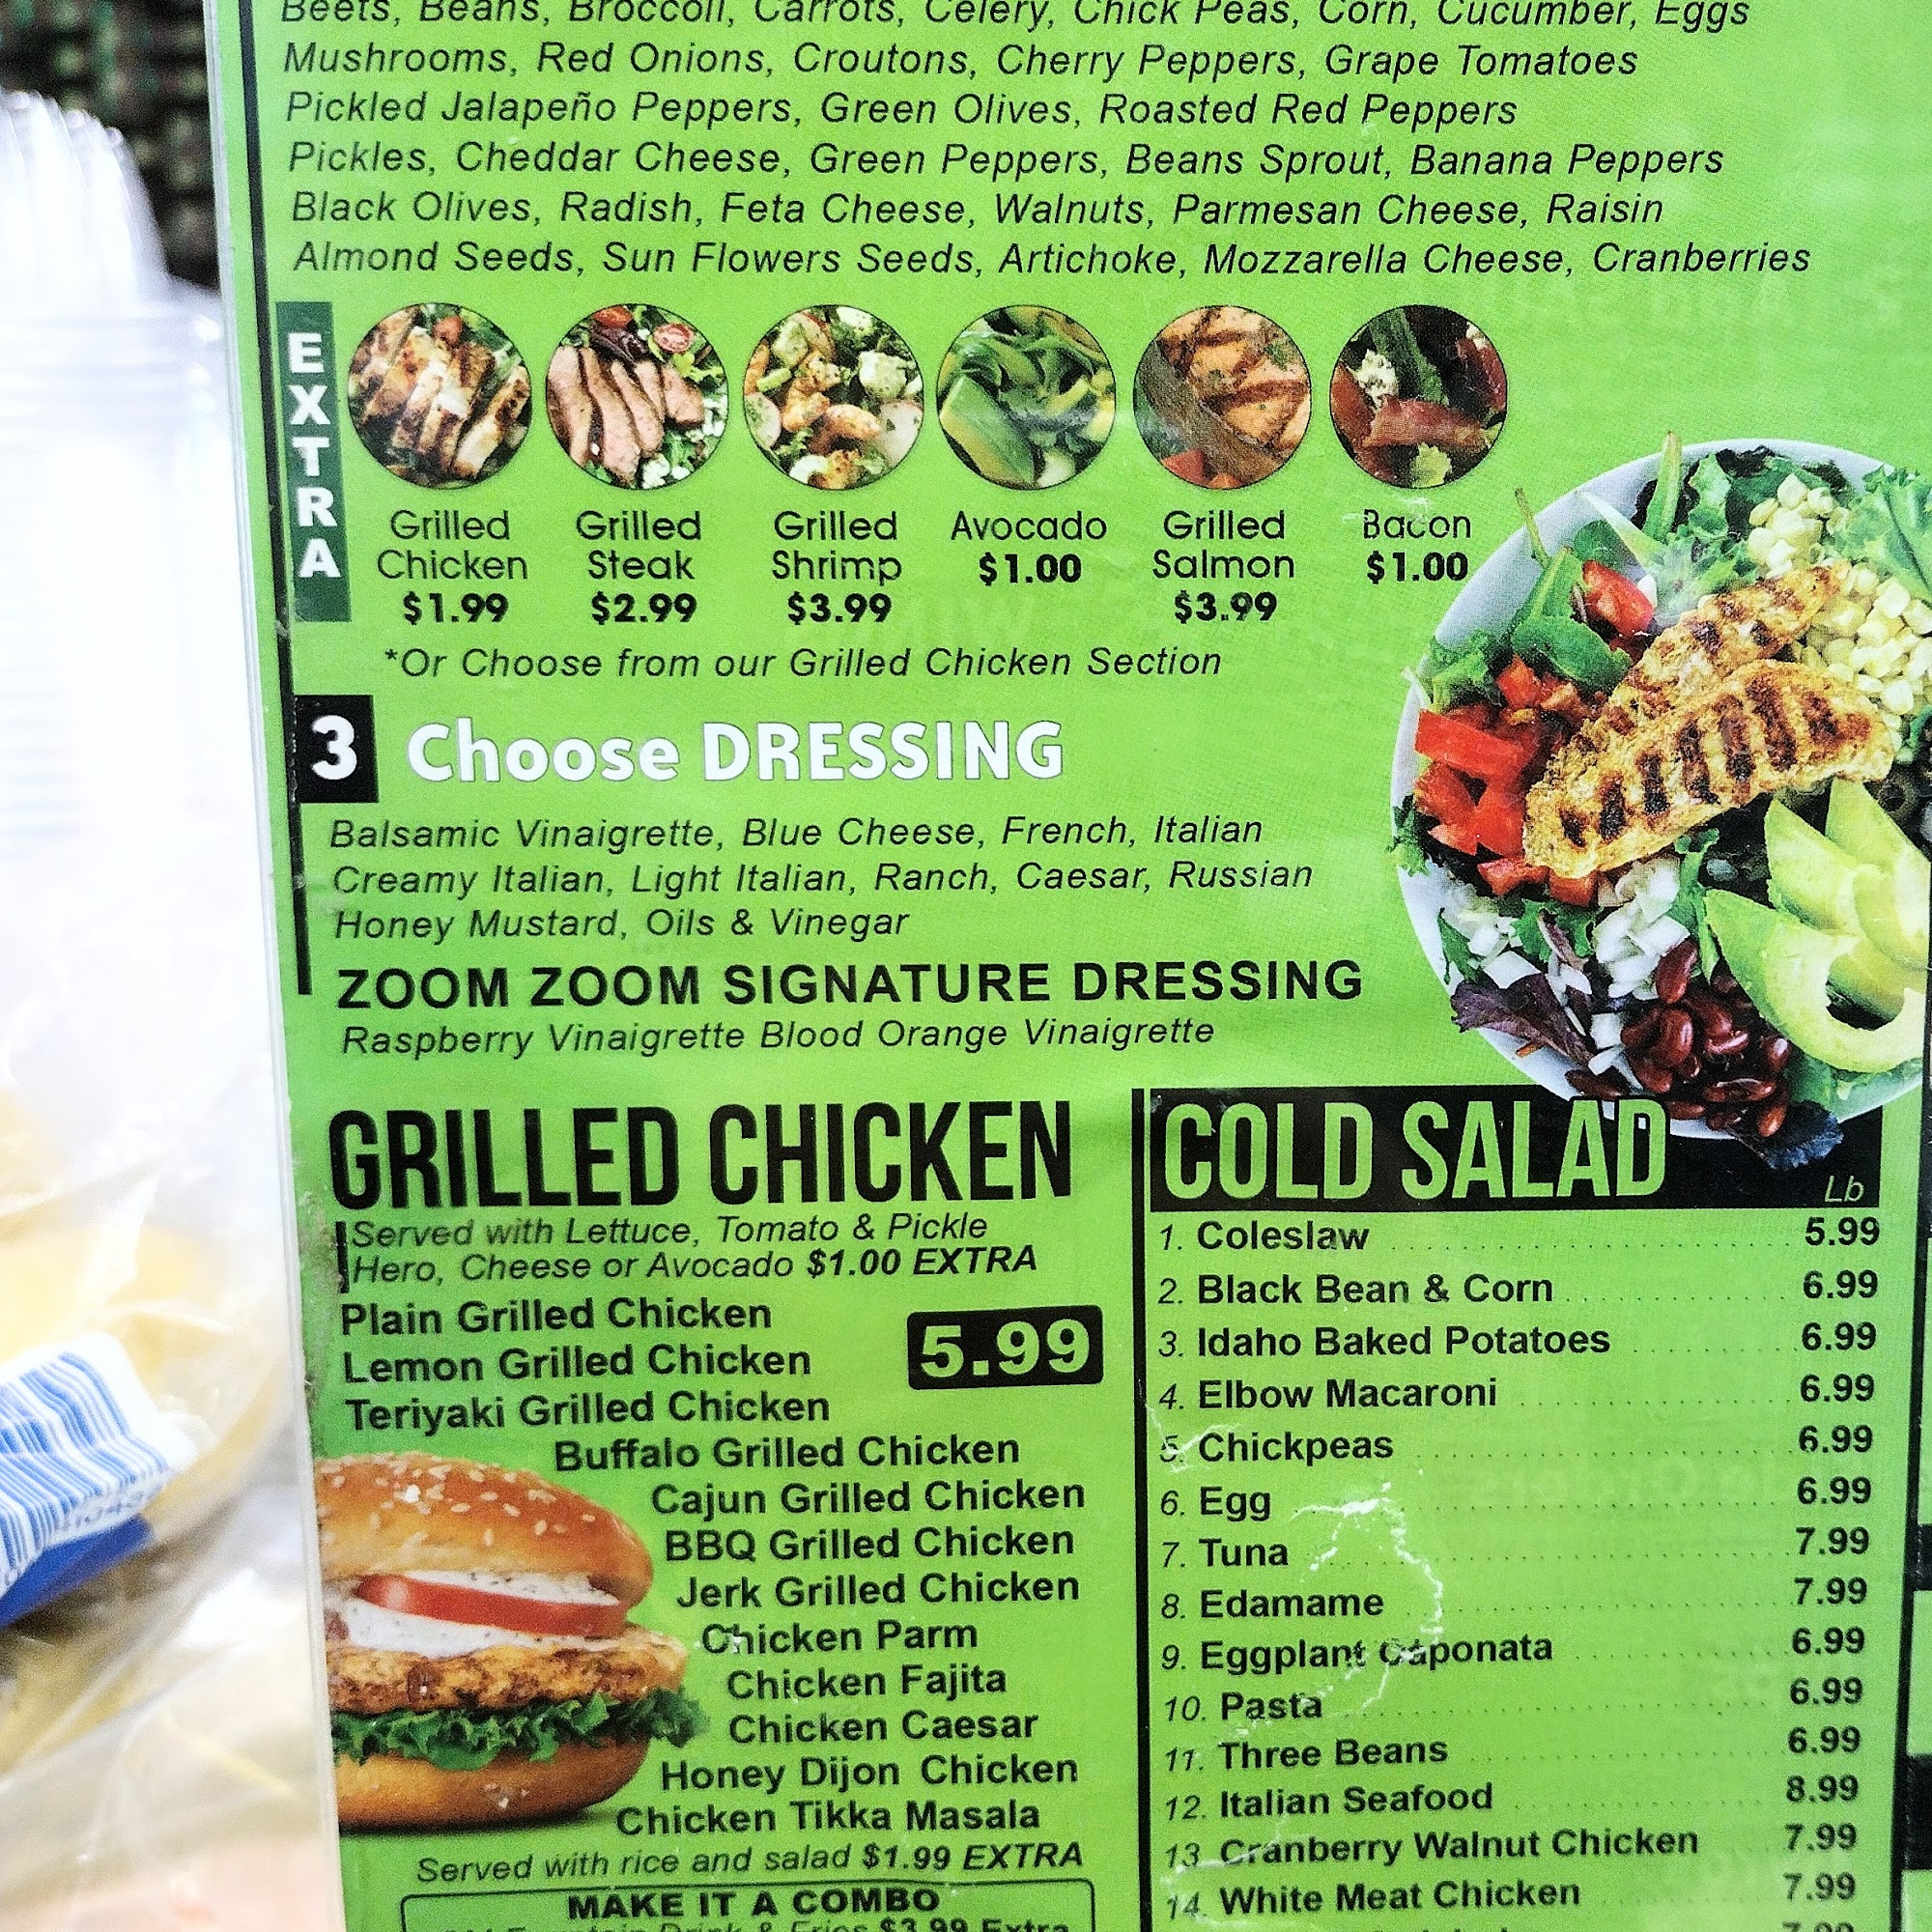 Beets, Beans, Broccoli, Carrots, Celery, Chick Peas, Corn, Cucumber, Eggs
Mushrooms, Red Onions, Croutons, Cherry Peppers, Grape Tomatoes
Pickled Jalapeño Peppers, Green Olives, Roasted Red Peppers
Pickles, Cheddar Cheese, Green Peppers, Beans Sprout, Banana Peppers
Black Olives, Radish, Feta Cheese, Walnuts, Parmesan Cheese, Raisin
Almond Seeds, Sun Flowers Seeds, Artichoke, Mozzarella Cheese, Cranberries
EXTRA
Grilled Chicken $1.99
Grilled Steak $2.99
Grilled Shrimp $3.99
Avocado $1.00
Grilled Salmon $3.99
Bacon $1.00
*Or Choose from our Grilled Chicken Section
3 Choose DRESSING
Balsamic Vinaigrette, Blue Cheese, French, Italian
Creamy Italian, Light Italian, Ranch, Caesar, Russian
Honey Mustard, Oils & Vinegar
ZOOM ZOOM SIGNATURE DRESSING
Raspberry Vinaigrette Blood Orange Vinaigrette
GRILLED CHICKEN
Served with Lettuce, Tomato & Pickle
Hero, Cheese or Avocado $1.00 EXTRA
Plain Grilled Chicken
Lemon Grilled Chicken
5.99
Teriyaki Grilled Chicken
Buffalo Grilled Chicken
Cajun Grilled Chicken
BBQ Grilled Chicken
Jerk Grilled Chicken
Chicken Parm
Chicken Fajita
Chicken Caesar
Honey Dijon Chicken
Chicken Tikka Masala
Served with rice and salad $1.99 EXTRA
MAKE IT A COMBO
Drink & Fries $3.99 Extra
COLD SALAD Lb
1. Coleslaw 5.99
2. Black Bean & Corn 6.99
3. Idaho Baked Potatoes 6.99
4. Elbow Macaroni 6.99
5. Chickpeas 6.99
6. Egg 6.99
7. Tuna 7.99
8. Edamame 7.99
9. Eggplant Caponata 6.99
10. Pasta 6.99
11. Three Beans 6.99
12. Italian Seafood 8.99
13. Cranberry Walnut Chicken 7.99
14. White Meat Chicken 7.99